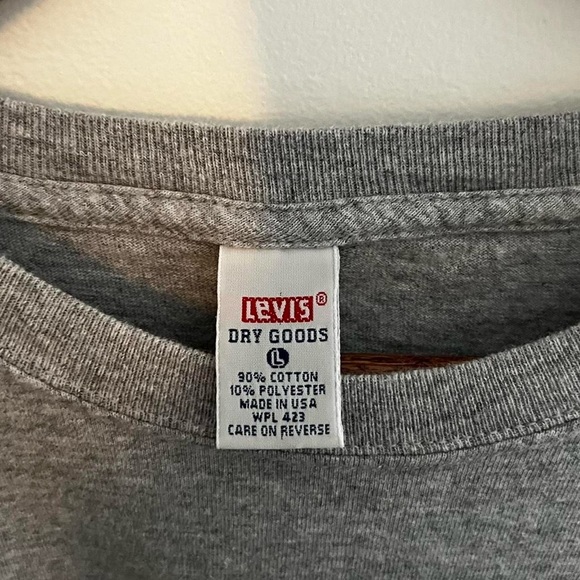 LEVI'S®
DRY GOODS
L
90% COTTON
10% POLYESTER
MADE IN USA
WPL 423
CARE ON REVERSE